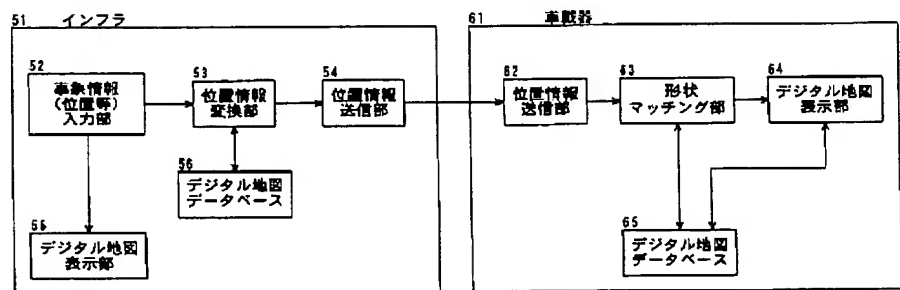 51 インフラ
52
事象情報
(位置等)
入力部
53
位置情報
変換部
54
位置情報
送信部
56
デジタル地図
データベース
55
デジタル地図
表示部
61 車載器
62
位置情報
送信部
63
形状
マッチング部
64
デジタル地図
表示部
65
デジタル地図
データベース